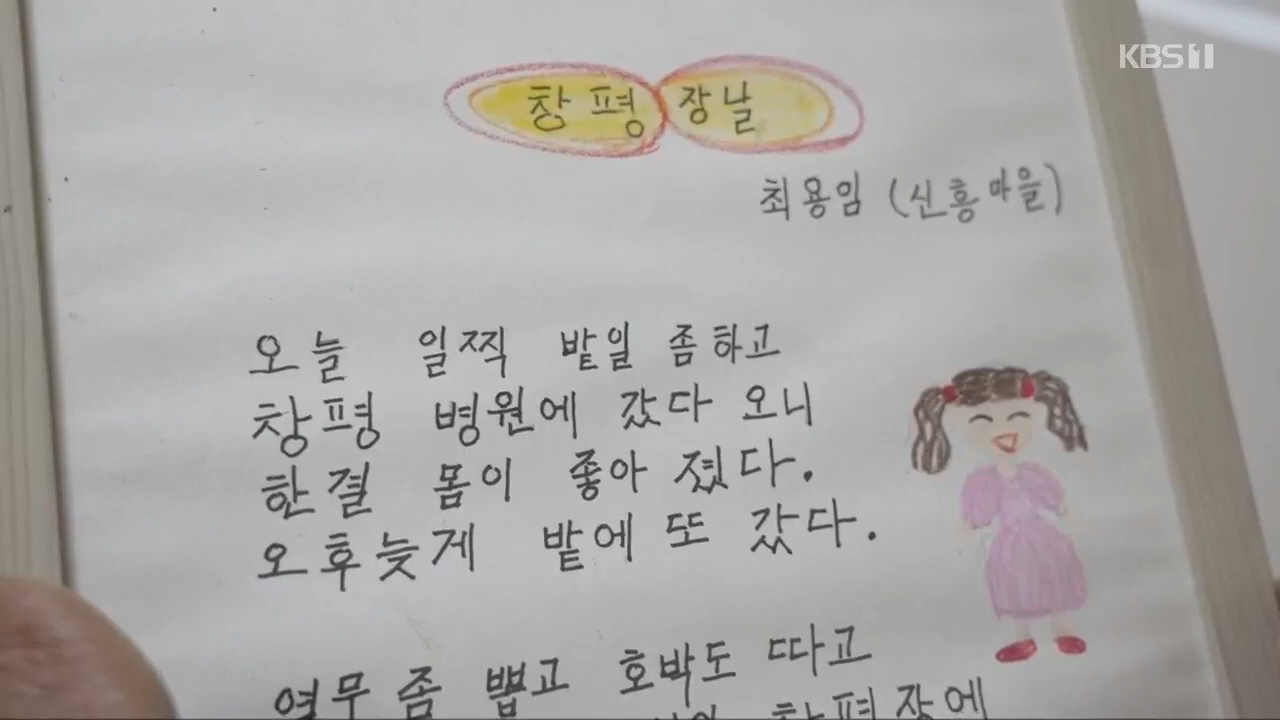 KBS1
창평 장날
최용임 (신흥마을)
오늘 일찍 밭일 좀 하고
창평 병원에 갔다 오니
한결 몸이 좋아 졌다.
오후늦게 밭에 또 갔다.
열무 좀 뽑고 호박도 따고
창평장에